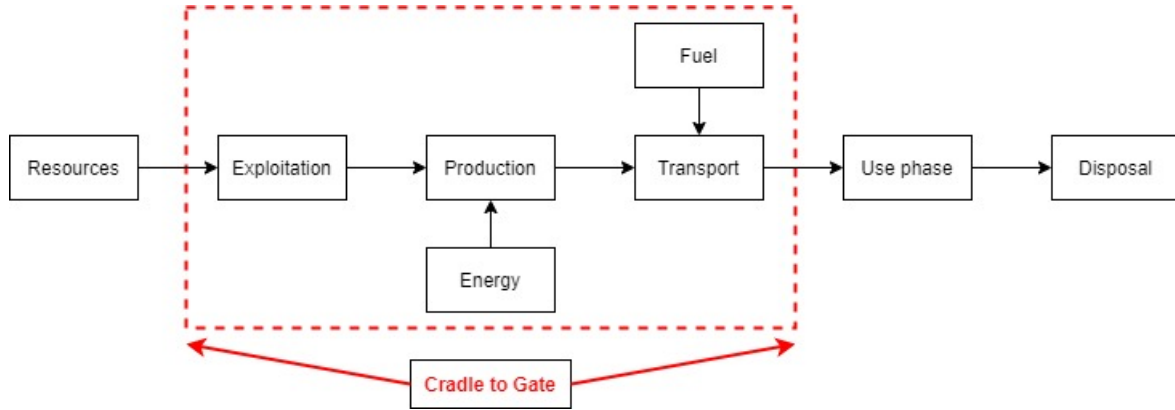 Fuel
Resources
Exploitation
Production
Transport
Use phase
Disposal
Energy
Cradle to Gate